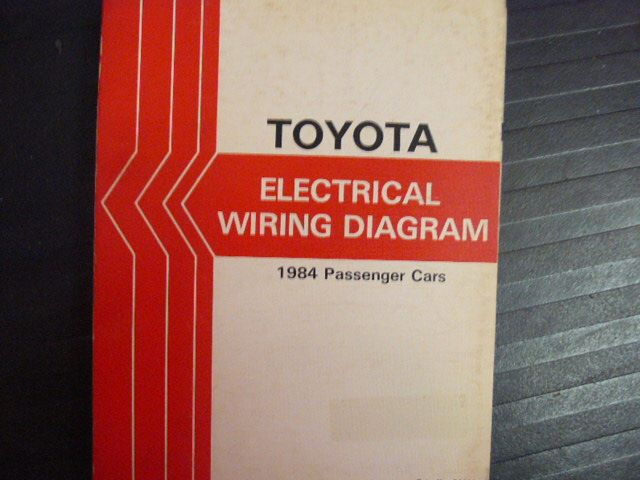 TOYOTA
ELECTRICAL
WIRING DIAGRAM
1984 Passenger Cars